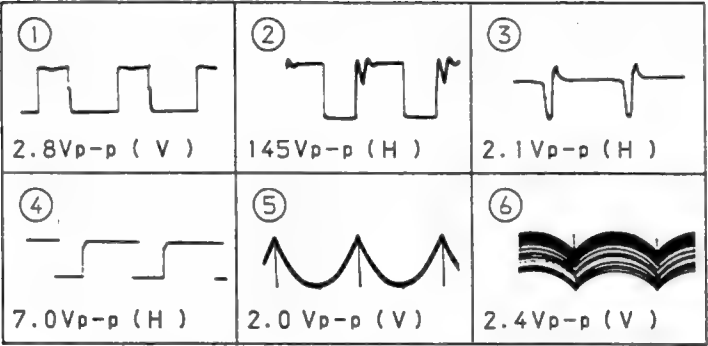 ① ② ③
2.8Vp-p ( V ) 145Vp-p ( H ) 2.1Vp-p ( H )
④ ⑤ ⑥
7.0Vp-p ( H ) 2.0 Vp-p ( V ) 2.4Vp-p ( V )